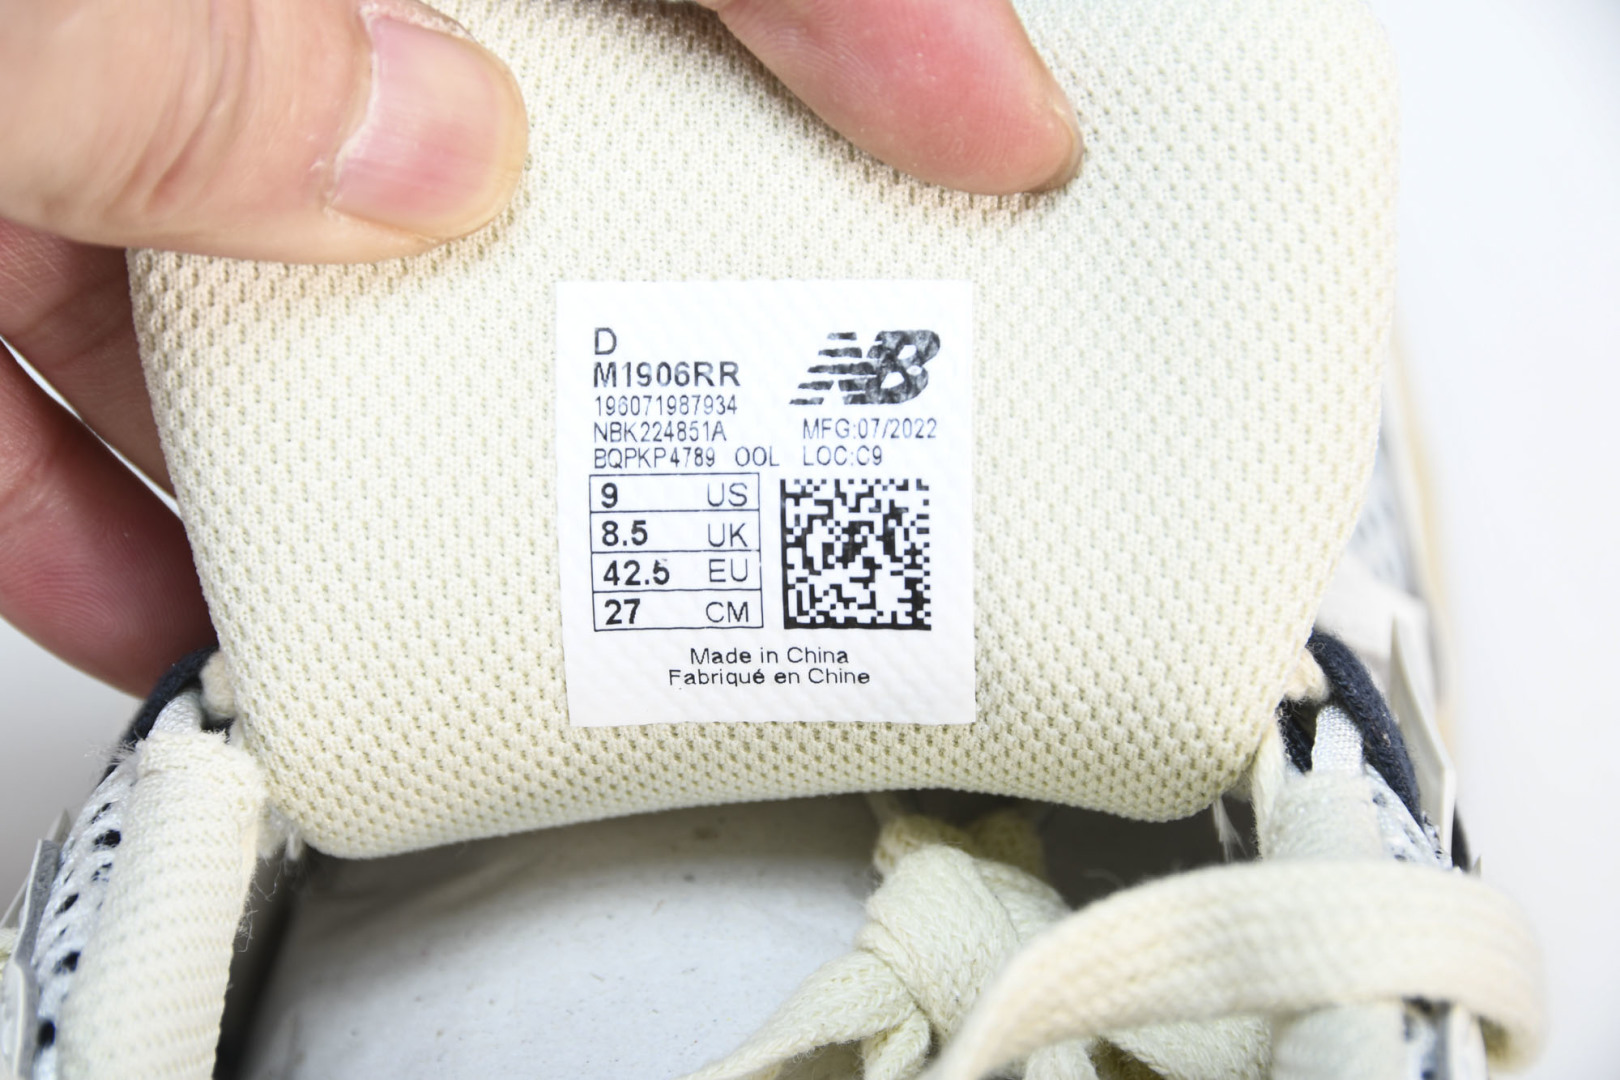 D
M1906RR
196071987934
NBK224851A MFG:07/2022
BQPKP4789 OOL LOC:C9
9 US
8.5 UK
42.5 EU
27 CM
Made in China
Fabriqué en Chine
NB